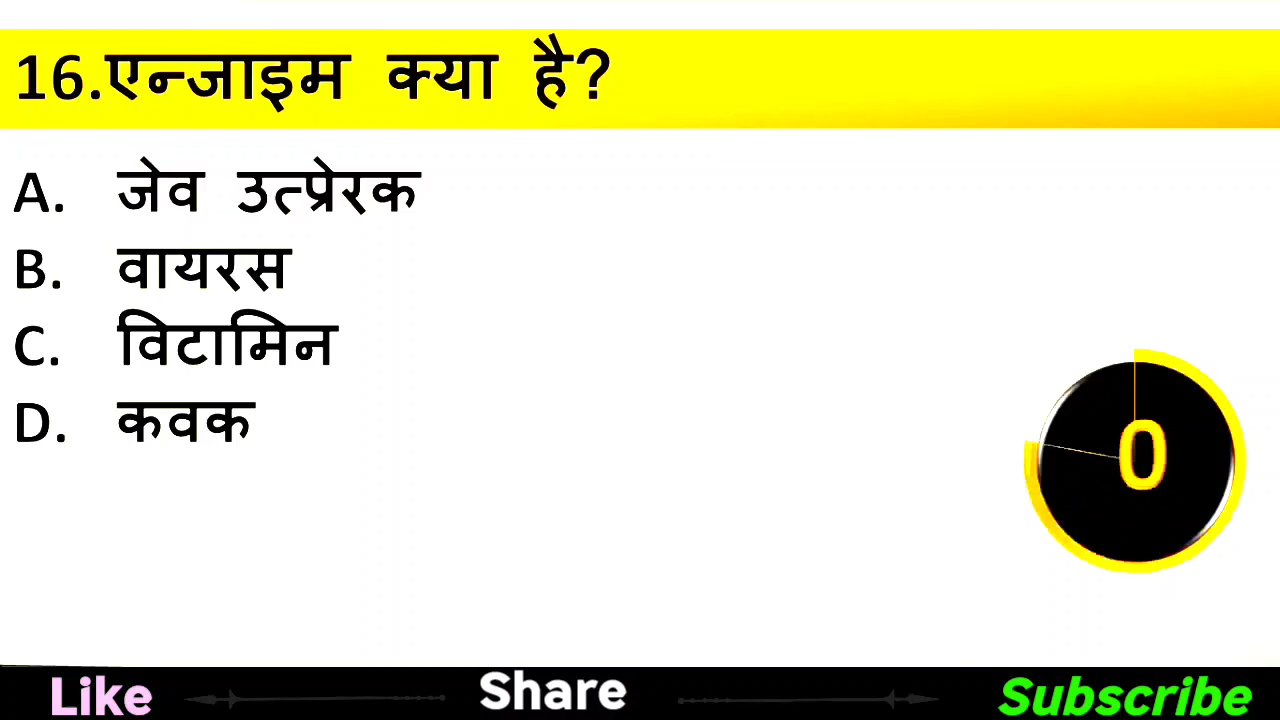 16.एन्जाइम क्या है?
A. जेव उत्प्रेरक
B. वायरस
C. विटामिन
D. कवक
0
Like Share Subscribe